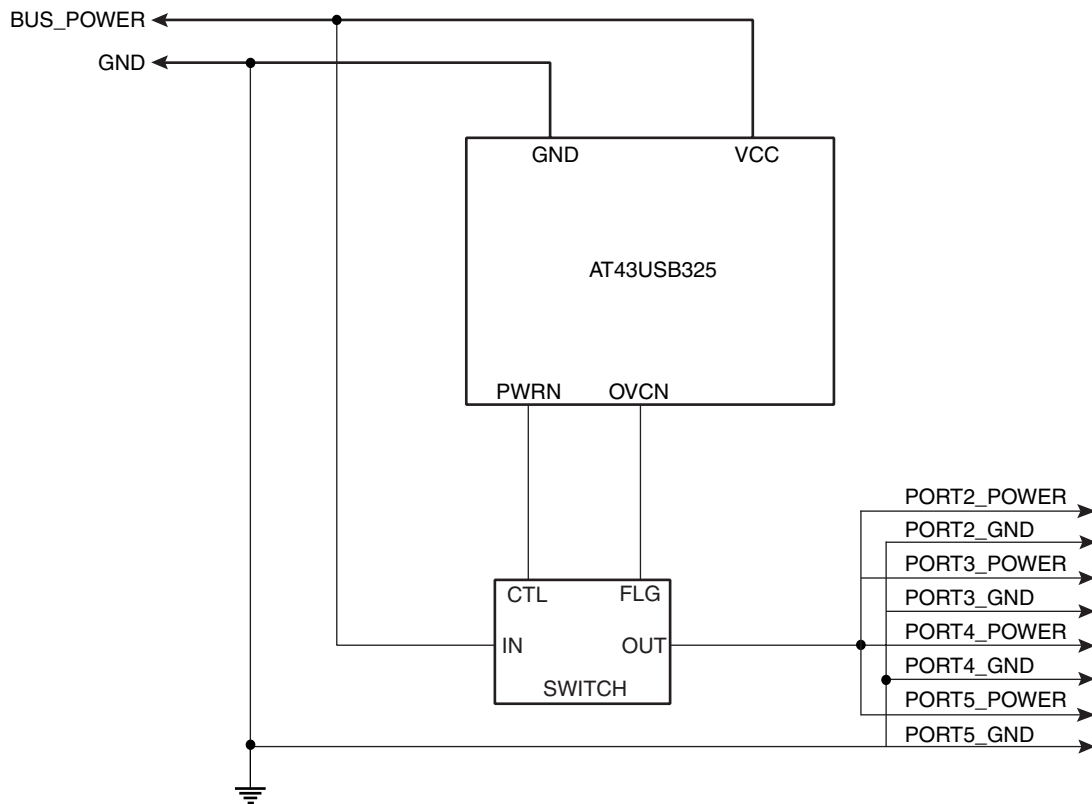 BUS_POWER
GND
GND
VCC
AT43USB325
PWRN
OVCN
PORT2_POWER
PORT2_GND
PORT3_POWER
PORT3_GND
PORT4_POWER
PORT4_GND
PORT5_POWER
PORT5_GND
CTL
FLG
IN
OUT
SWITCH